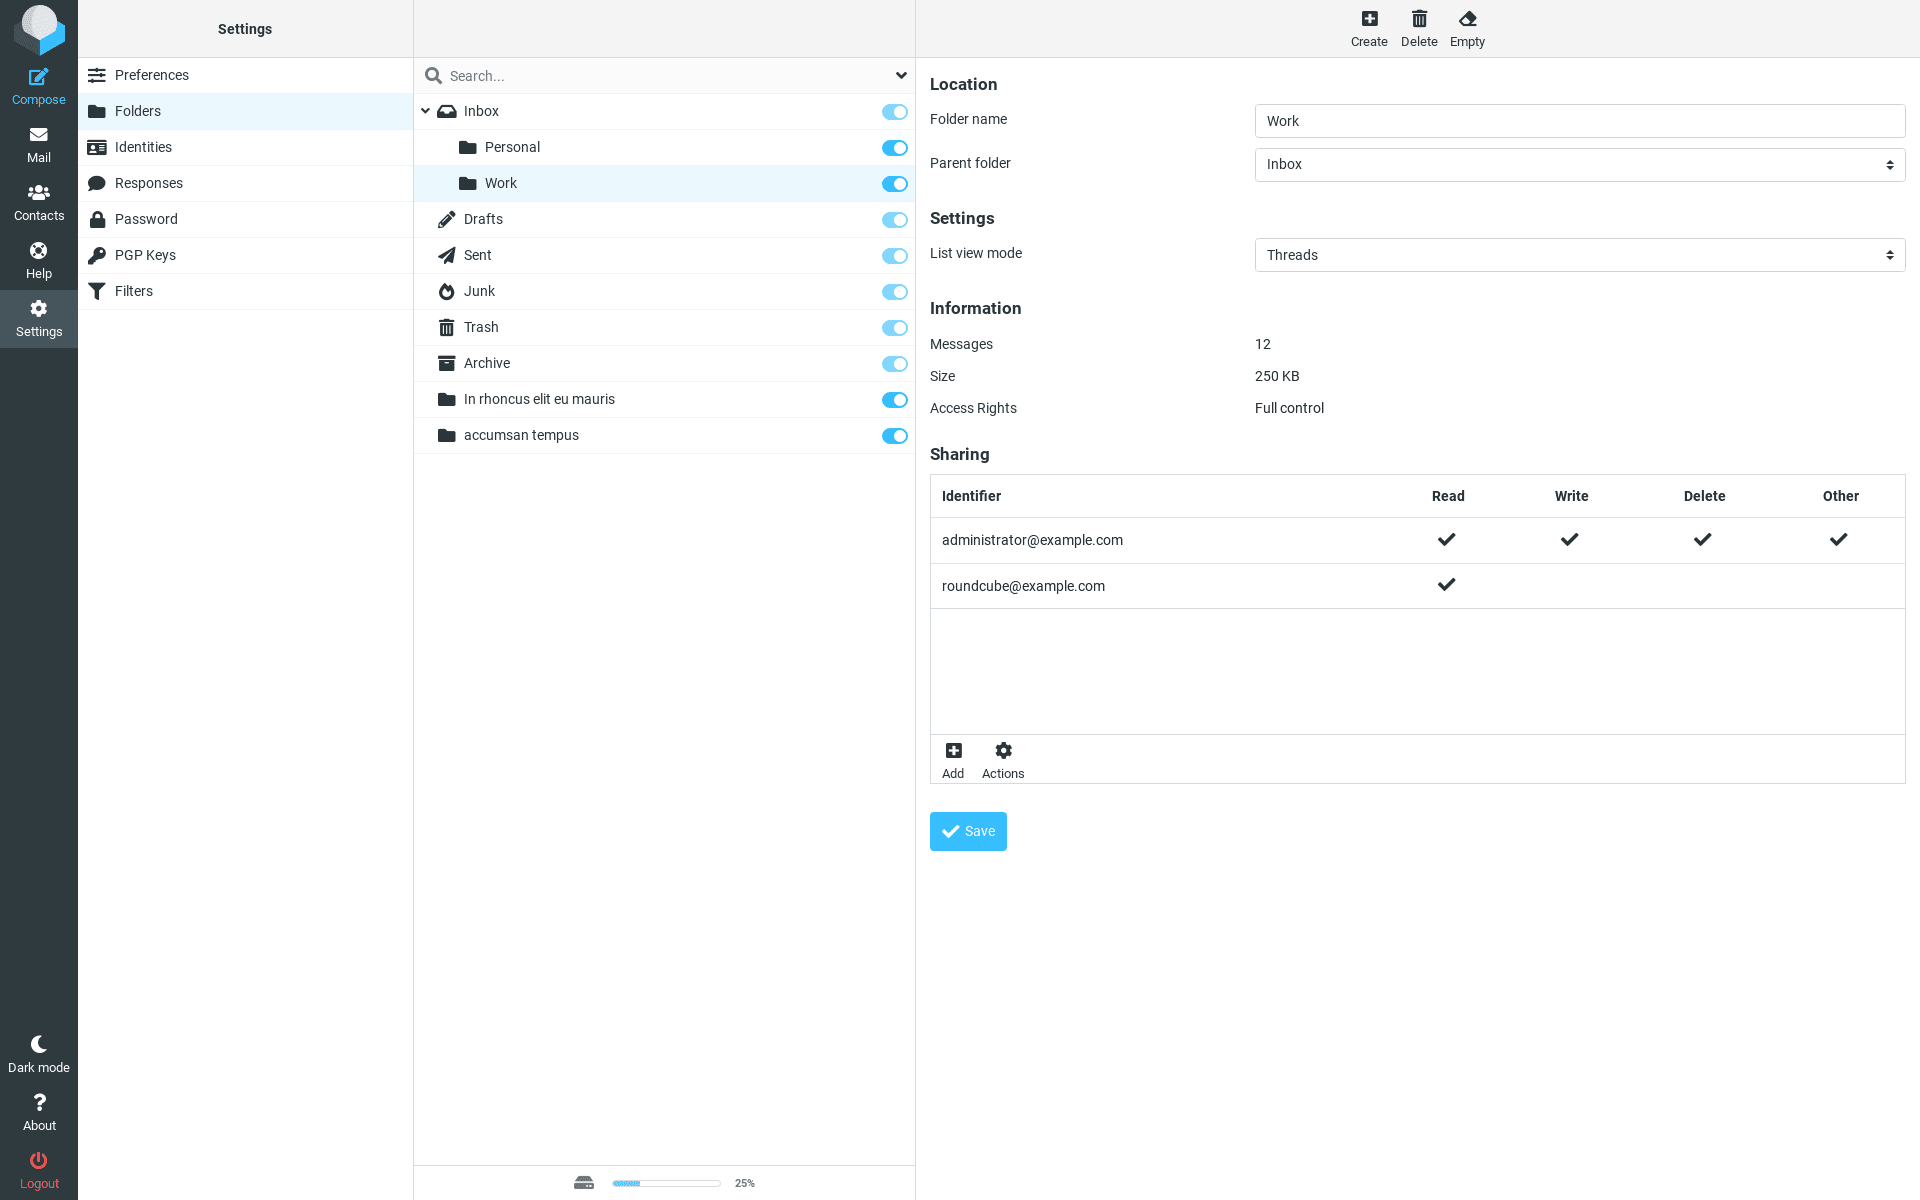 Compose
Mail
Contacts
Help
Settings
Dark mode
About
Logout
Settings
Preferences
Folders
Identities
Responses
Password
PGP Keys
Filters
Search...
Inbox
Personal
Work
Drafts
Sent
Junk
Trash
Archive
In rhoncus elit eu mauris
accumsan tempus
25%
Create Delete Empty
Location
Folder name Work
Parent folder Inbox
Settings
List view mode Threads
Information
Messages 12
Size 250 KB
Access Rights Full control
Sharing
Identifier Read Write Delete Other
administrator@example.com
roundcube@example.com
Add Actions
Save